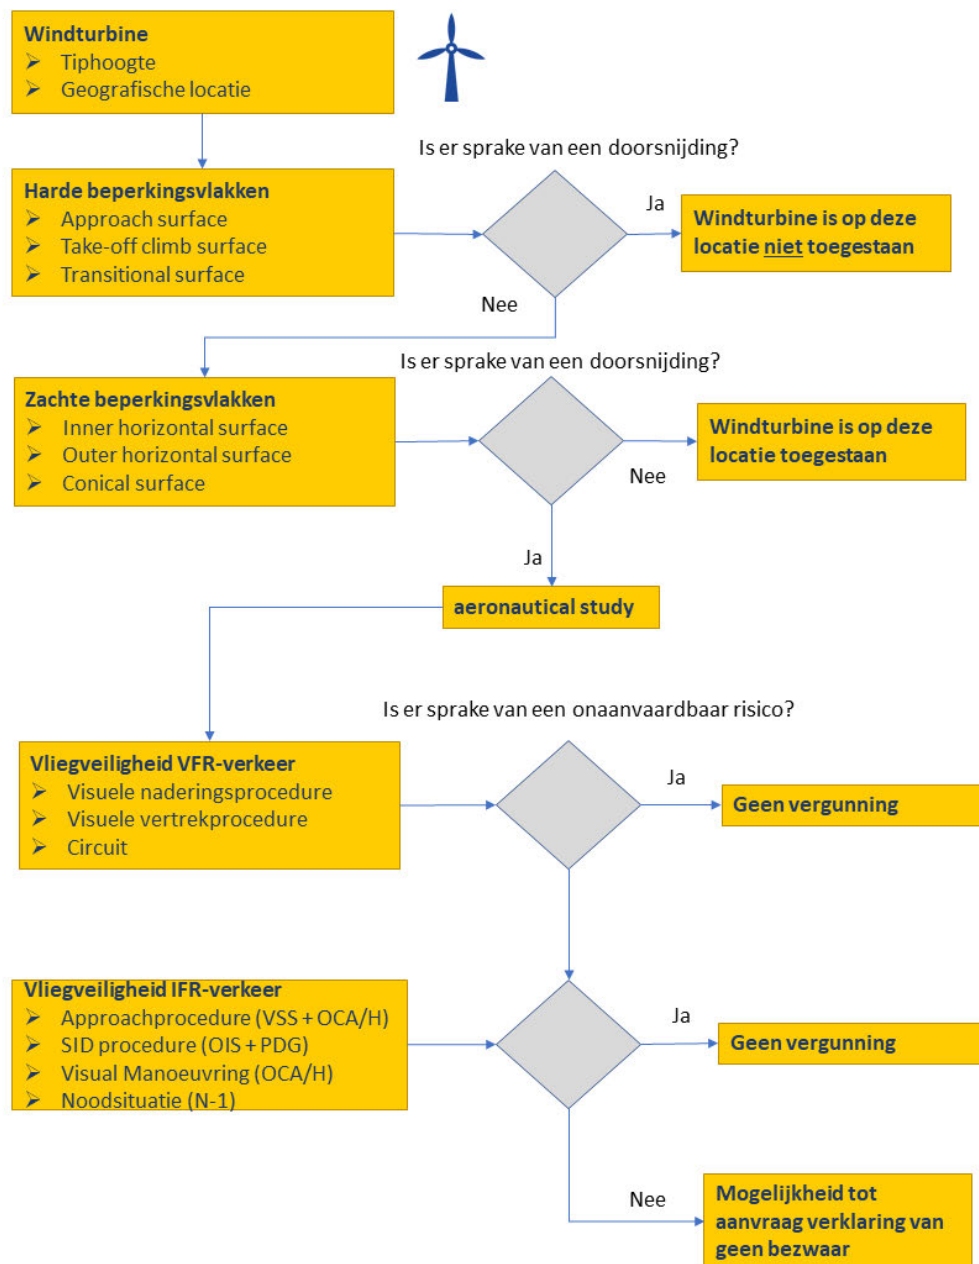 Windturbine
➢ Tiphoogte
➢ Geografische locatie
Is er sprake van een doorsnijding?
Harde beperkingsvlakken
➢ Approach surface
➢ Take-off climb surface
➢ Transitional surface
Ja
Windturbine is op deze
locatie niet toegestaan
Nee
Is er sprake van een doorsnijding?
Zachte beperkingsvlakken
➢ Inner horizontal surface
➢ Outer horizontal surface
➢ Conical surface
Windturbine is op deze
locatie toegestaan
Nee
Ja
aeronautical study
Is er sprake van een onaanvaardbaar risico?
Vliegveiligheid VFR-verkeer
➢ Visuele naderingsprocedure
➢ Visuele vertrekprocedure
➢ Circuit
Ja
Geen vergunning
Vliegveiligheid IFR-verkeer
➢ Approachprocedure (VSS + OCA/H)
➢ SID procedure (OIS + PDG)
➢ Visual Manoeuvring (OCA/H)
➢ Noodsituatie (N-1)
Ja
Geen vergunning
Nee
Mogelijkheid tot
aanvraag verklaring van
geen bezwaar